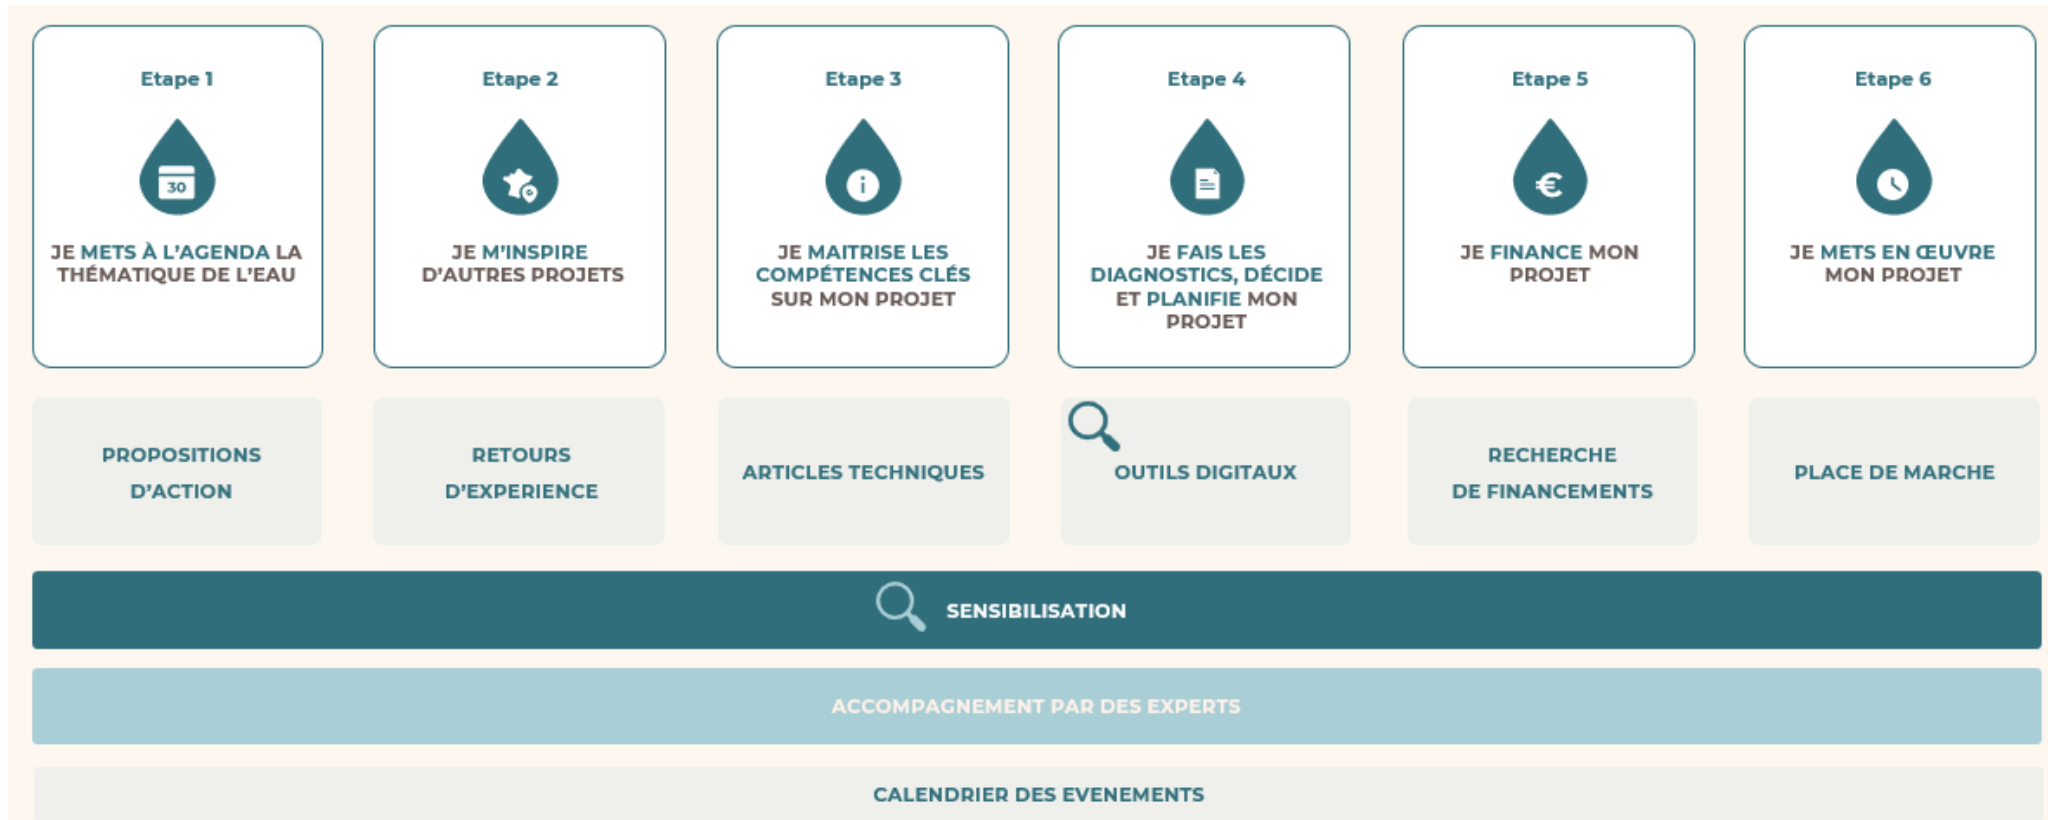 Etape 1
30
JE METS À L'AGENDA LA
THÉMATIQUE DE L'EAU
Etape 2
JE M'INSPIRE
D'AUTRES PROJETS
Etape 3
i
JE MAITRISE LES
COMPÉTENCES CLÉS
SUR MON PROJET
Etape 4
JE FAIS LES
DIAGNOSTICS, DÉCIDE
ET PLANIFIE MON
PROJET
Etape 5
€
JE FINANCE MON
PROJET
Etape 6
JE METS EN ŒUVRE
MON PROJET
PROPOSITIONS
D'ACTION
RETOURS
D'EXPERIENCE
ARTICLES TECHNIQUES
OUTILS DIGITAUX
RECHERCHE
DE FINANCEMENTS
PLACE DE MARCHE
SENSIBILISATION
ACCOMPAGNEMENT PAR DES EXPERTS
CALENDRIER DES EVENEMENTS